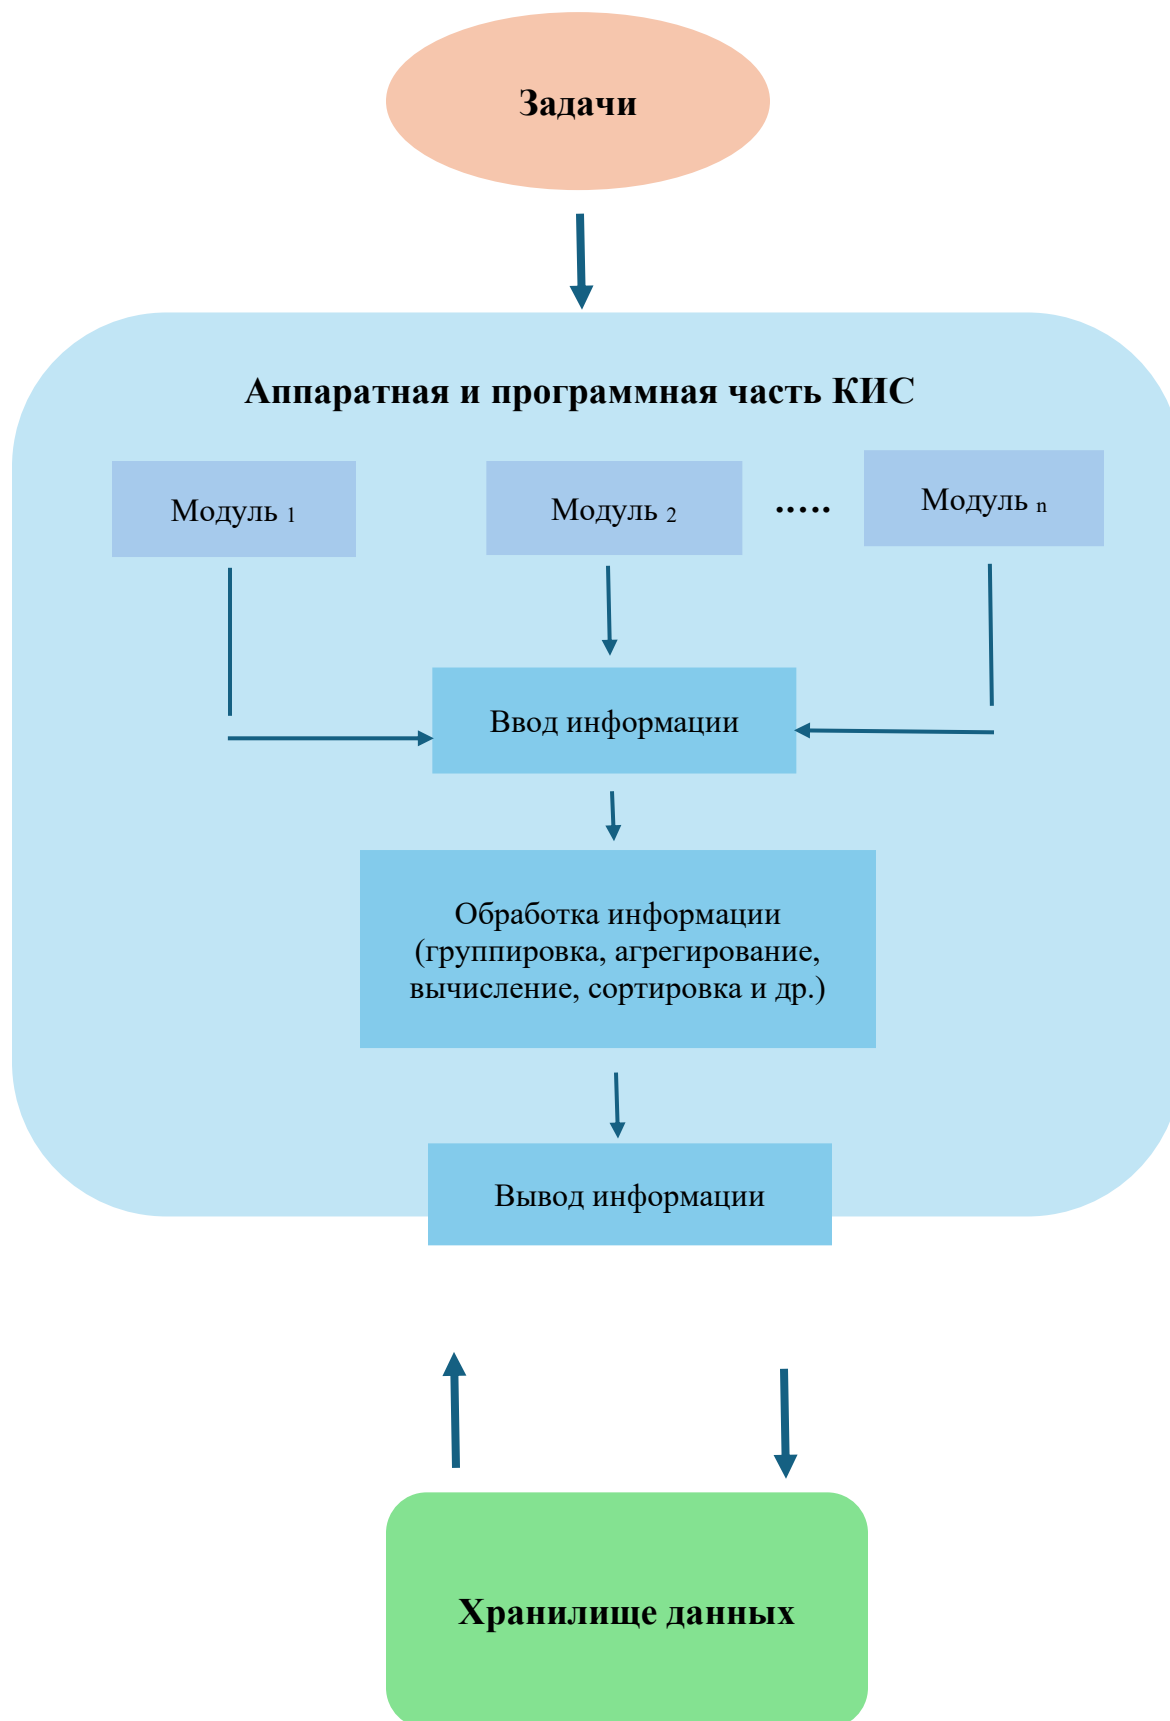 Задачи
Аппаратная и программная часть КИС
Модуль 1
Модуль 2
.....
Модуль n
Ввод информации
Обработка информации
(группировка, агрегирование,
вычисление, сортировка и др.)
Вывод информации
Хранилище данных